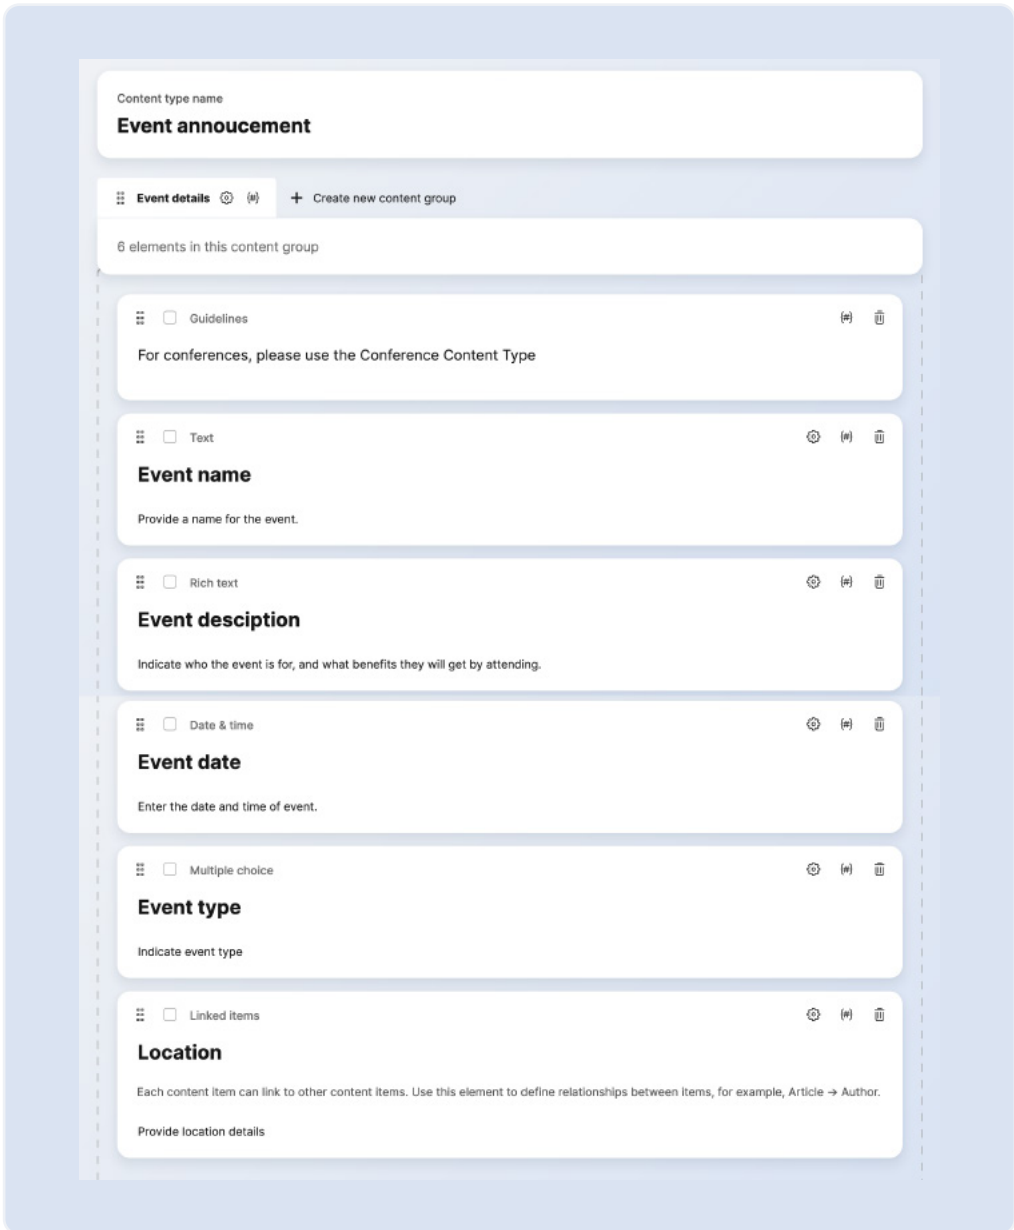 Content type name
Event annoucement
Event details {#} + Create new content group
6 elements in this content group
Guidelines {#}
For conferences, please use the Conference Content Type
Text {#}
Event name
Provide a name for the event.
Rich text {#}
Event desciption
Indicate who the event is for, and what benefits they will get by attending.
Date & time {#}
Event date
Enter the date and time of event.
Multiple choice {#}
Event type
Indicate event type
Linked items {#}
Location
Each content item can link to other content items. Use this element to define relationships between items, for example, Article → Author.
Provide location details